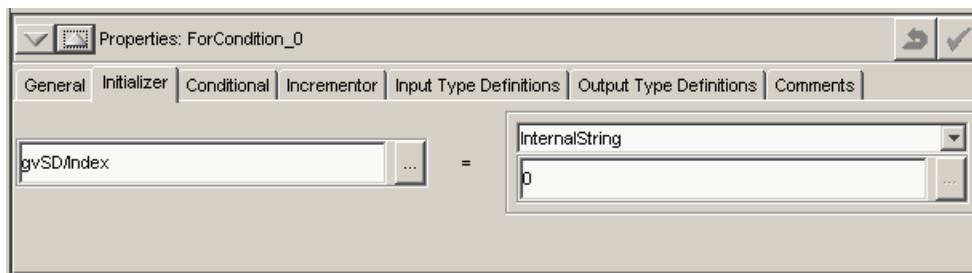 Properties: ForCondition_0
General Initializer Conditional Incrementor Input Type Definitions Output Type Definitions Comments
InternalString
gvSD/Index ... =
0 ...